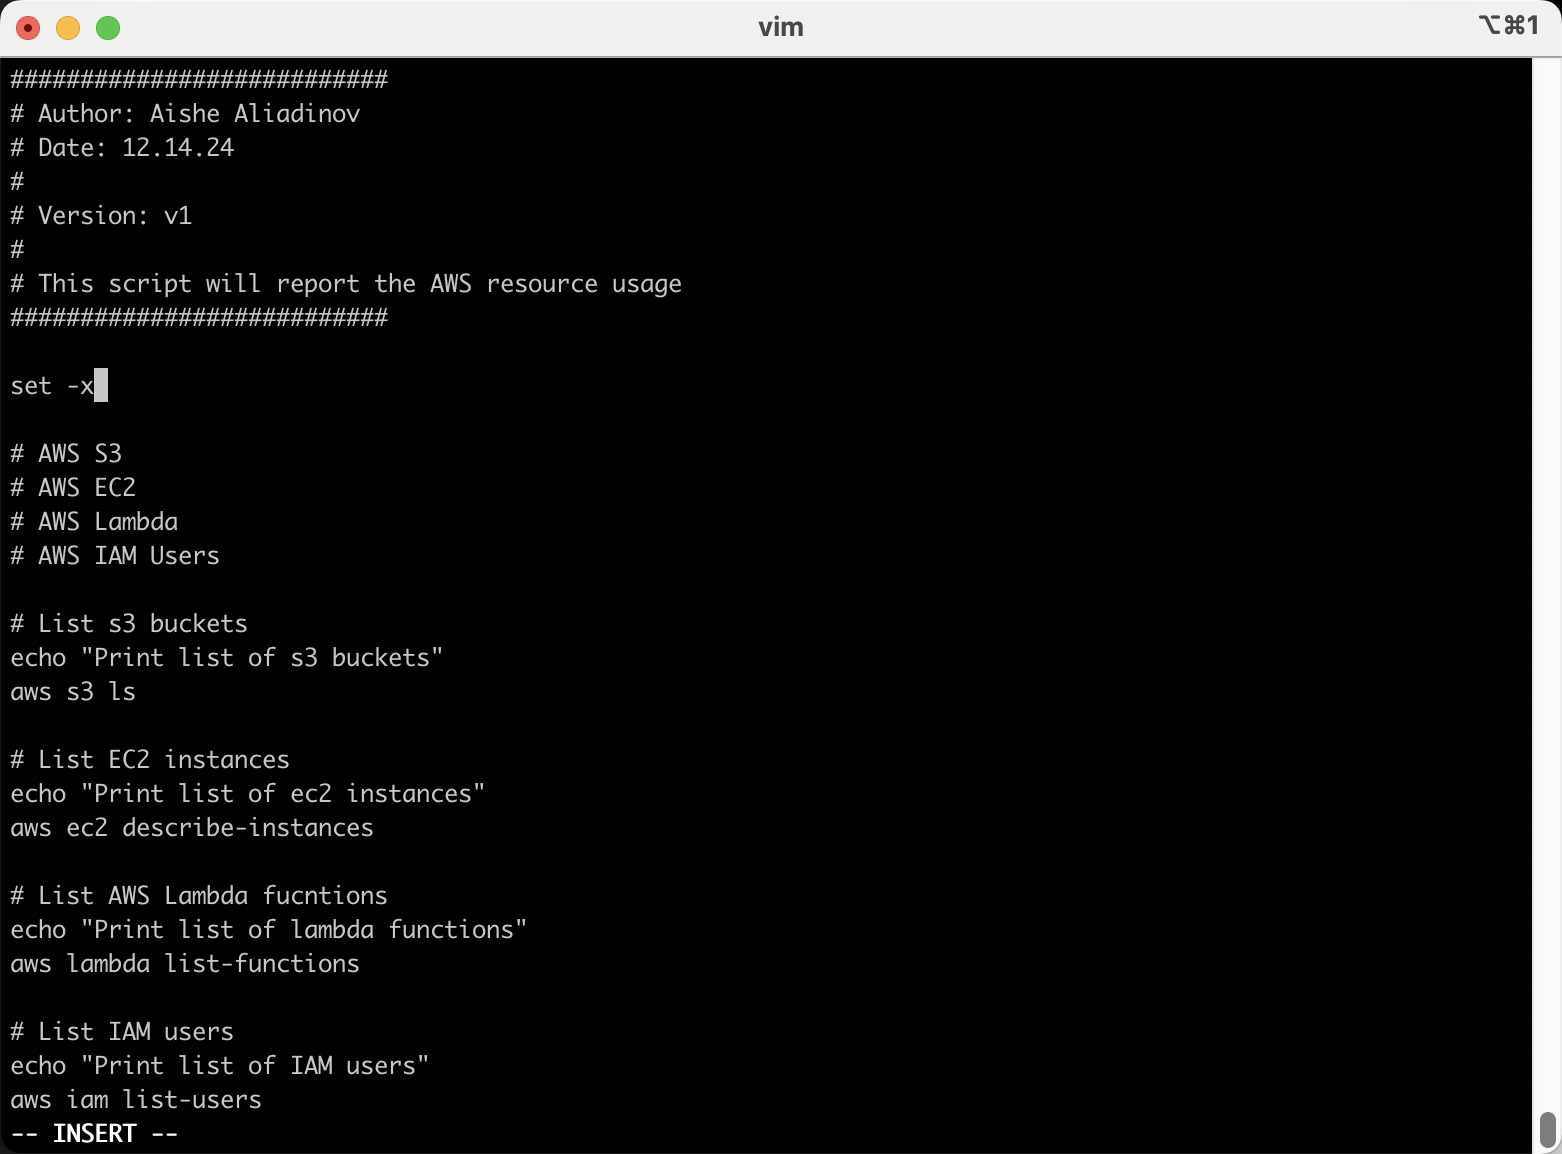 vim
⌥⌘1
###########################
# Author: Aishe Aliadinov
# Date: 12.14.24
#
# Version: v1
#
# This script will report the AWS resource usage
###########################
set -x
# AWS S3
# AWS EC2
# AWS Lambda
# AWS IAM Users
# List s3 buckets
echo "Print list of s3 buckets"
aws s3 ls
# List EC2 instances
echo "Print list of ec2 instances"
aws ec2 describe-instances
# List AWS Lambda fucntions
echo "Print list of lambda functions"
aws lambda list-functions
# List IAM users
echo "Print list of IAM users"
aws iam list-users
-- INSERT --